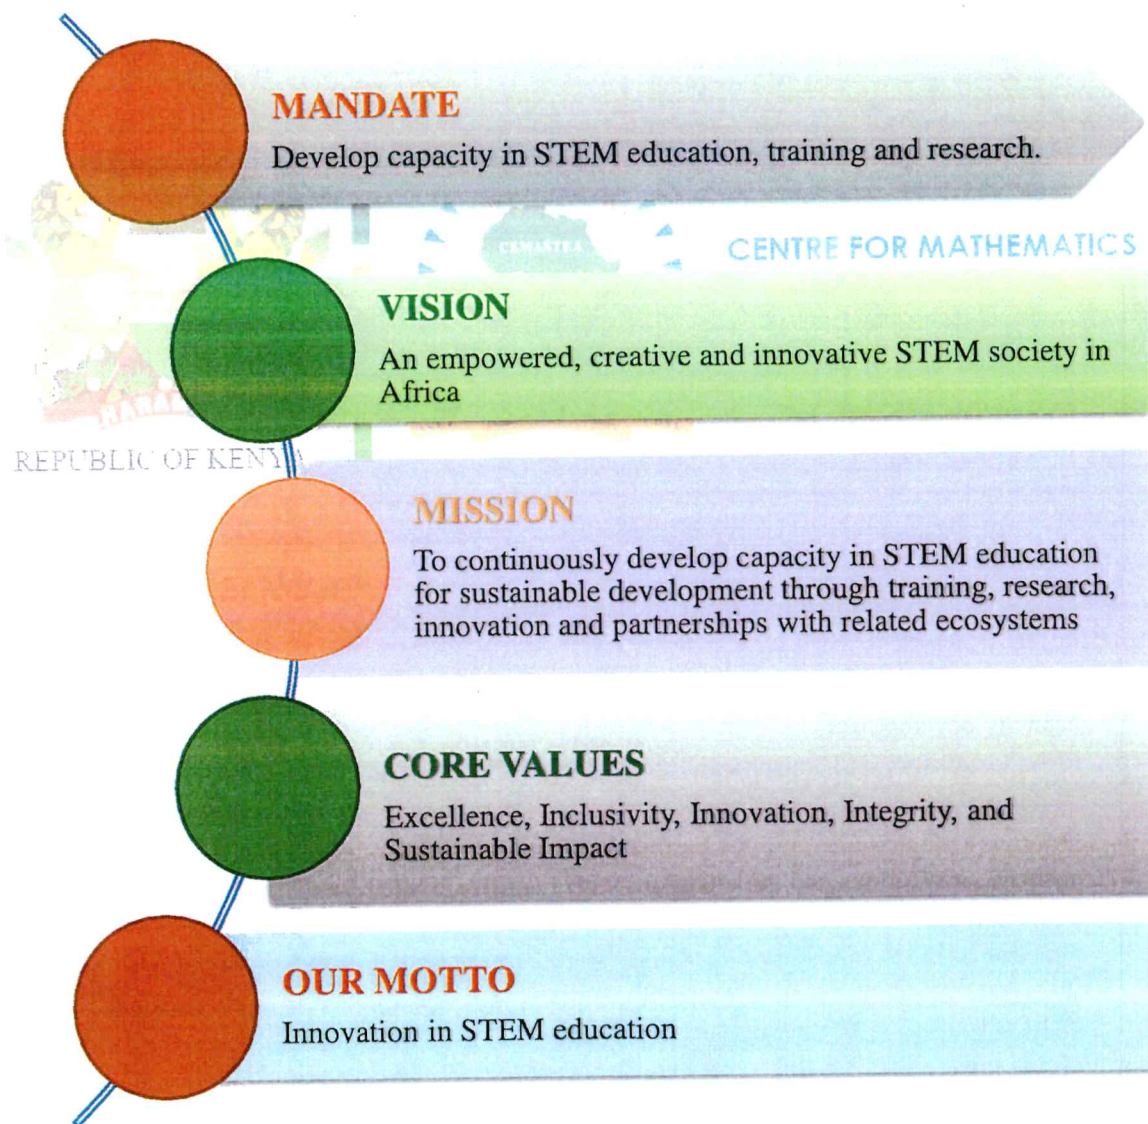 MANDATE
Develop capacity in STEM education, training and research.
CEMASTEA
CENTRE FOR MATHEMATICS
VISION
An empowered, creative and innovative STEM society in
Africa
REPUBLIC OF KENYA
MISSION
To continuously develop capacity in STEM education
for sustainable development through training, research,
innovation and partnerships with related ecosystems
CORE VALUES
Excellence, Inclusivity, Innovation, Integrity, and
Sustainable Impact
OUR MOTTO
Innovation in STEM education